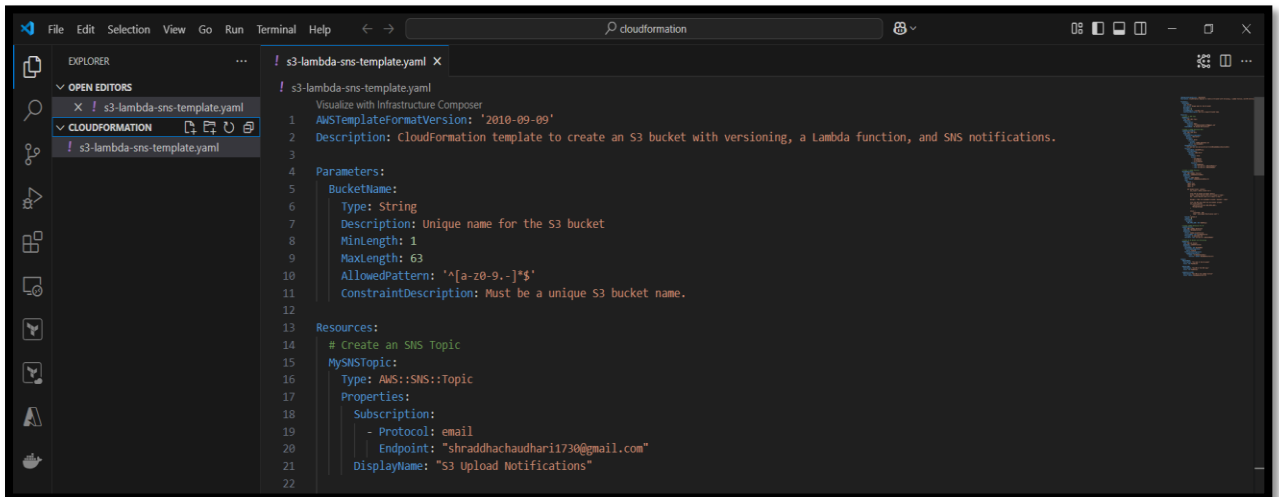 File Edit Selection View Go Run Terminal Help
cloudformation
EXPLORER
OPEN EDITORS
s3-lambda-sns-template.yaml
CLOUDFORMATION
s3-lambda-sns-template.yaml
s3-lambda-sns-template.yaml
s3-lambda-sns-template.yaml
Visualize with Infrastructure Composer
1 AWSTemplateFormatVersion: '2010-09-09'
2 Description: CloudFormation template to create an S3 bucket with versioning, a Lambda function, and SNS notifications.
3
4 Parameters:
5 BucketName:
6 Type: String
7 Description: Unique name for the S3 bucket
8 MinLength: 1
9 MaxLength: 63
10 AllowedPattern: '^[a-z0-9.-]*$'
11 ConstraintDescription: Must be a unique S3 bucket name.
12
13 Resources:
14 # Create an SNS Topic
15 MySNSTopic:
16 Type: AWS::SNS::Topic
17 Properties:
18 Subscription:
19 - Protocol: email
20 Endpoint: "shraddhachaudhari1730@gmail.com"
21 DisplayName: "S3 Upload Notifications"
22